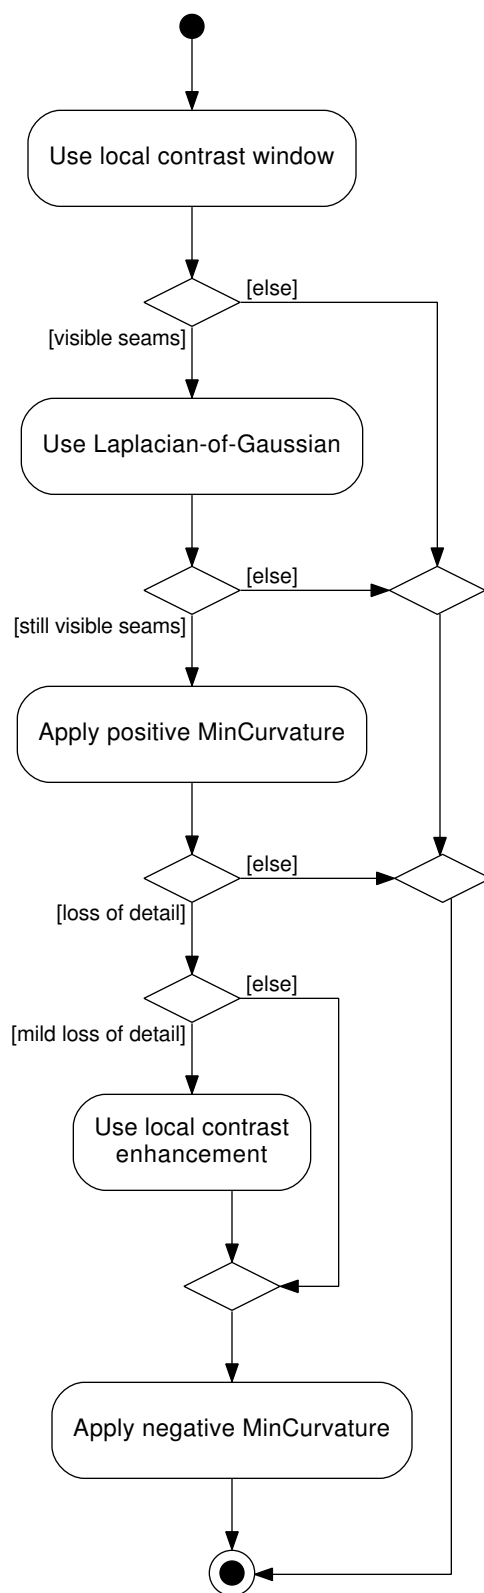 Use local contrast window
[else]
[visible seams]
Use Laplacian-of-Gaussian
[else]
[still visible seams]
Apply positive MinCurvature
[else]
[loss of detail]
[else]
[mild loss of detail]
Use local contrast
enhancement
Apply negative MinCurvature